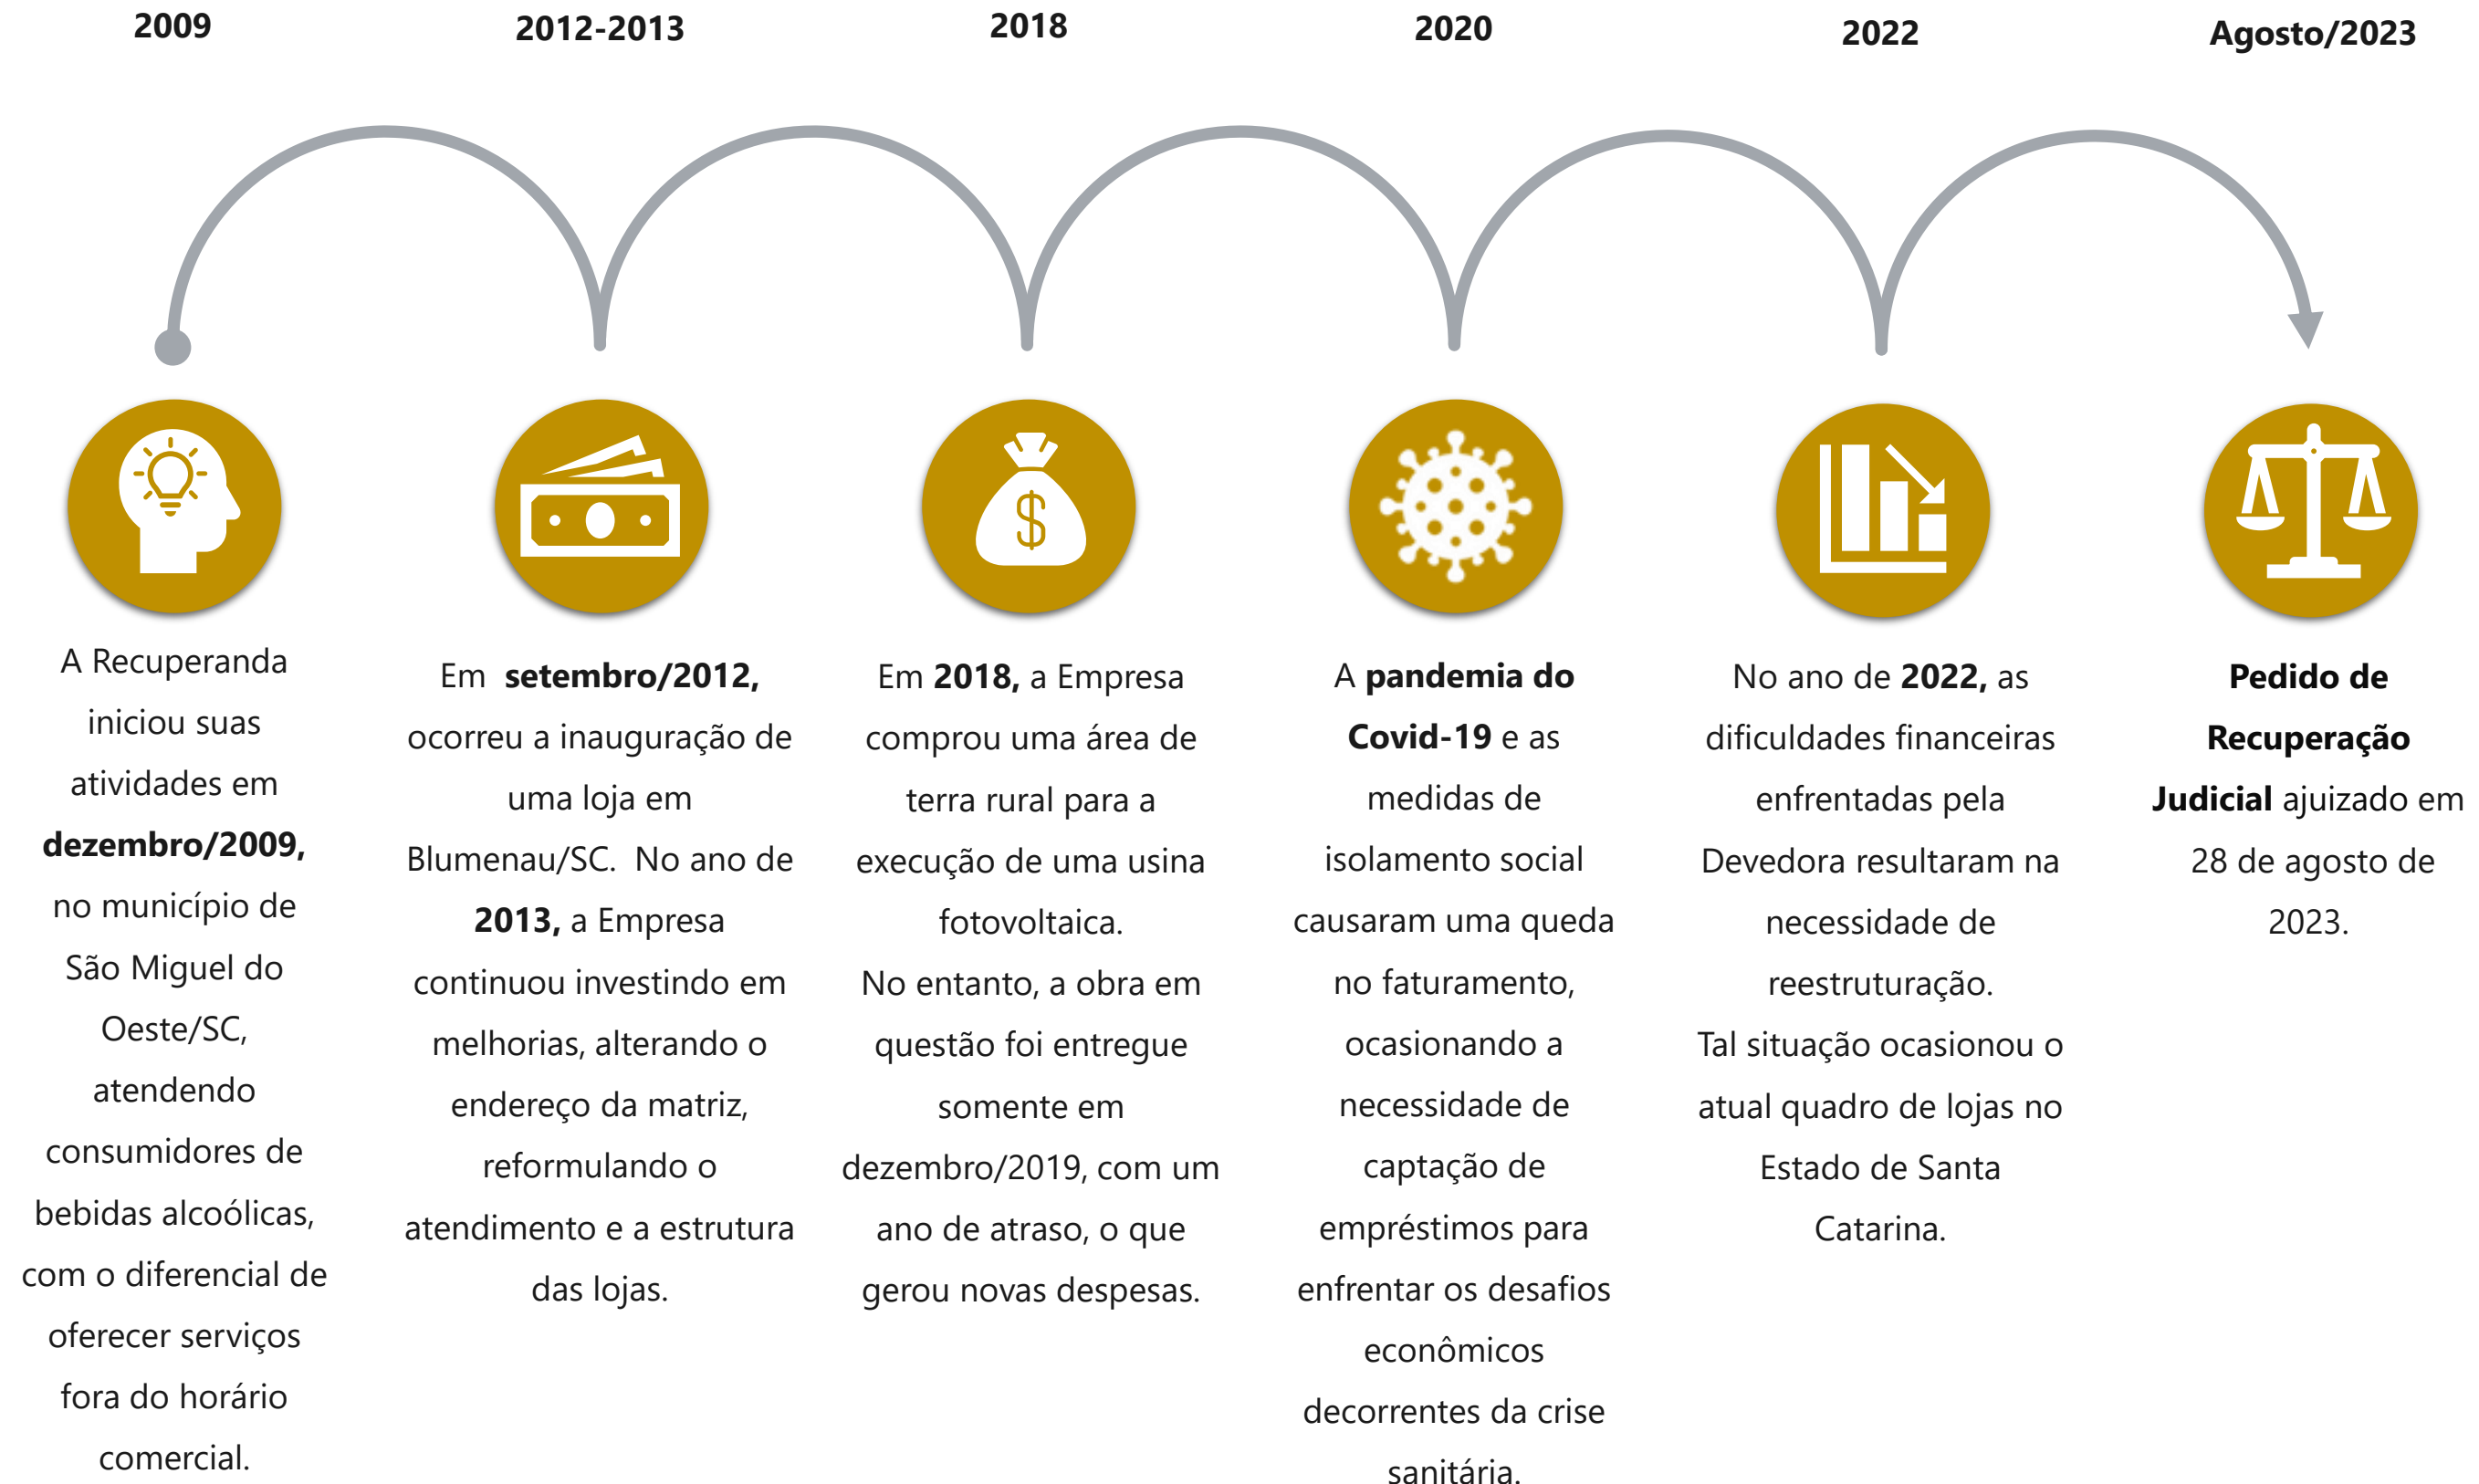 2009
A Recuperanda
iniciou suas
atividades em
dezembro/2009,
no município de
São Miguel do
Oeste/SC,
atendendo
consumidores de
bebidas alcoólicas,
com o diferencial de
oferecer serviços
fora do horário
comercial.
2012-2013
Em setembro/2012,
ocorreu a inauguração de
uma loja em
Blumenau/SC. No ano de
2013, a Empresa
continuou investindo em
melhorias, alterando o
endereço da matriz,
reformulando o
atendimento e a estrutura
das lojas.
2018
Em 2018, a Empresa
comprou uma área de
terra rural para a
execução de uma usina
fotovoltaica.
No entanto, a obra em
questão foi entregue
somente em
dezembro/2019, com um
ano de atraso, o que
gerou novas despesas.
2020
A pandemia do
Covid-19 e as
medidas de
isolamento social
causaram uma queda
no faturamento,
ocasionando a
necessidade de
captação de
empréstimos para
enfrentar os desafios
econômicos
decorrentes da crise
sanitária.
2022
No ano de 2022, as
dificuldades financeiras
enfrentadas pela
Devedora resultaram na
necessidade de
reestruturação.
Tal situação ocasionou o
atual quadro de lojas no
Estado de Santa
Catarina.
Agosto/2023
Pedido de
Recuperação
Judicial ajuizado em
28 de agosto de
2023.
$